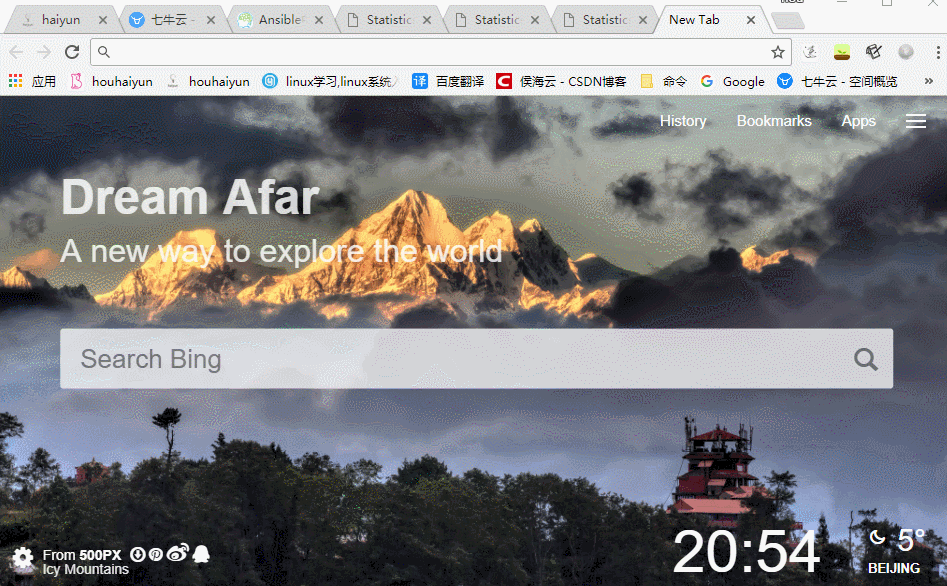 haiyun
七牛云 -
Ansible
Statistic
Statistic
Statistic
New Tab
应用 houhaiyun houhaiyun linux学习,linux系统 百度翻译 侯海云 - CSDN博客 命令 Google 七牛云 - 空间概览 »
History Bookmarks Apps
Dream Afar
A new way to explore the world
Search Bing
From 500PX
Icy Mountains
20:54
5°
BEIJING